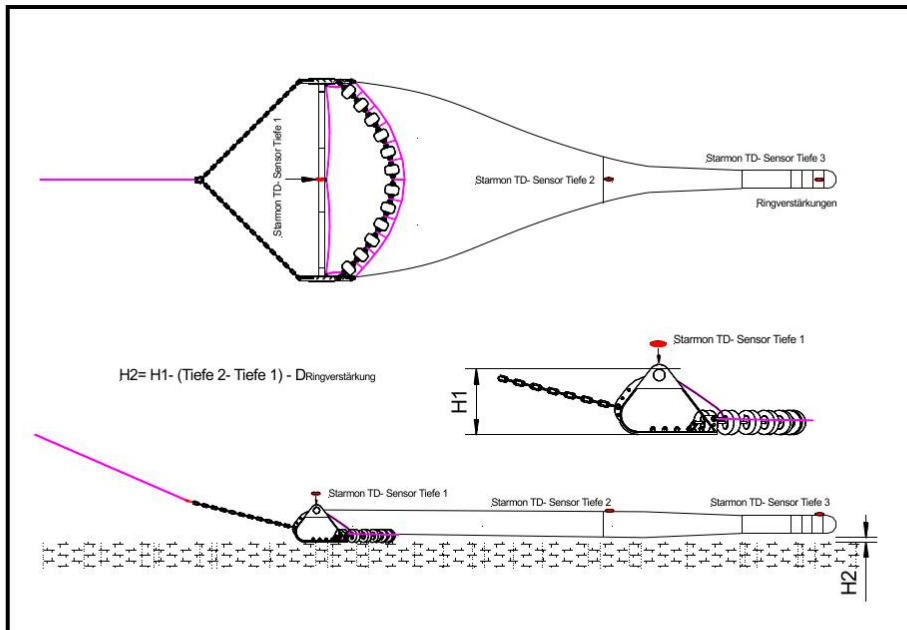 Starmon TD- Sensor Tiefe 1
Starmon TD- Sensor Tiefe 2
Starmon TD- Sensor Tiefe 3
Ringverstärkungen
Starmon TD- Sensor Tiefe 1
H2= H1- (Tiefe 2- Tiefe 1) - DRingverstärkung
H1
Starmon TD- Sensor Tiefe 1
Starmon TD- Sensor Tiefe 2
Starmon TD- Sensor Tiefe 3
H2